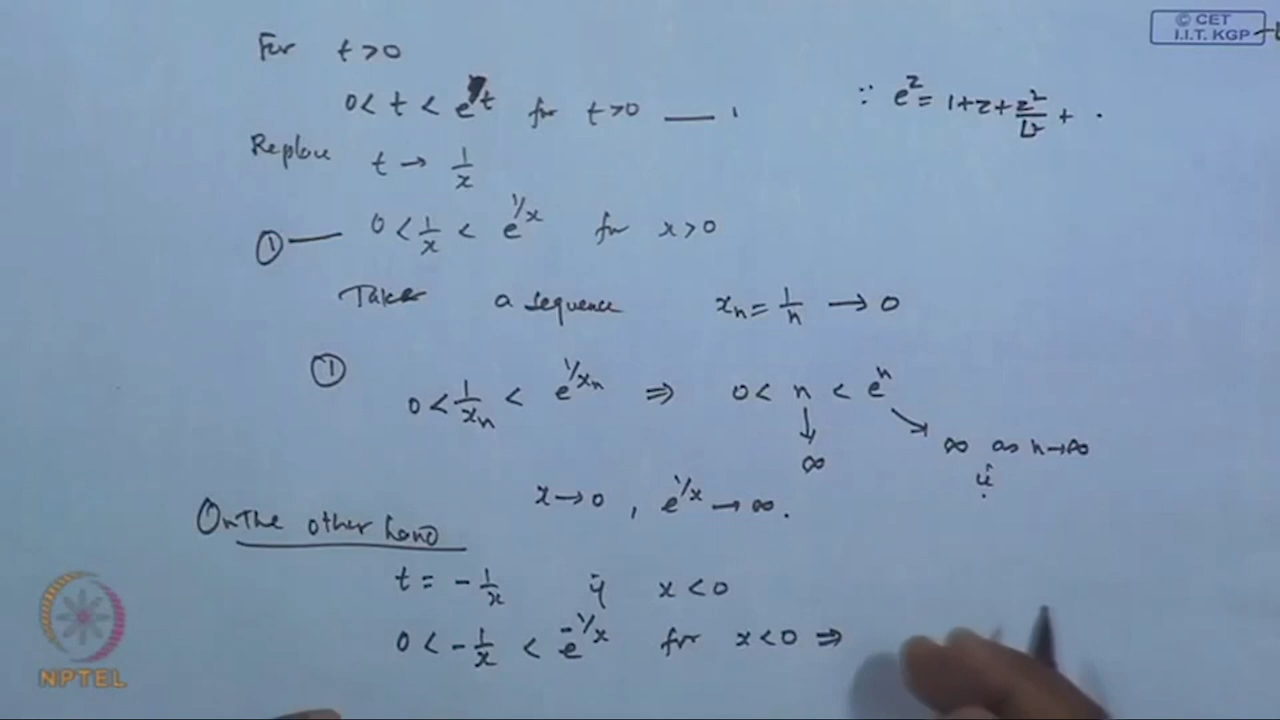 © CET
I.I.T. KGP
For t > 0
0 < t < e^t for t > 0 —— 1
∵ e^z = 1 + z + z^2/L2 + .
Replace t → 1/x
① —— 0 < 1/x < e^{1/x} for x > 0
Take a sequence x_n = 1/n → 0
① 0 < 1/x_n < e^{1/x_n} ⇒ 0 < n < e^n
↓ ∞
↘ ∞ as n → ∞
x → 0 , e^{1/x} → ∞ .
On the other hand
t = - 1/x if x < 0
0 < - 1/x < e^{-1/x} for x < 0 ⇒
NPTEL